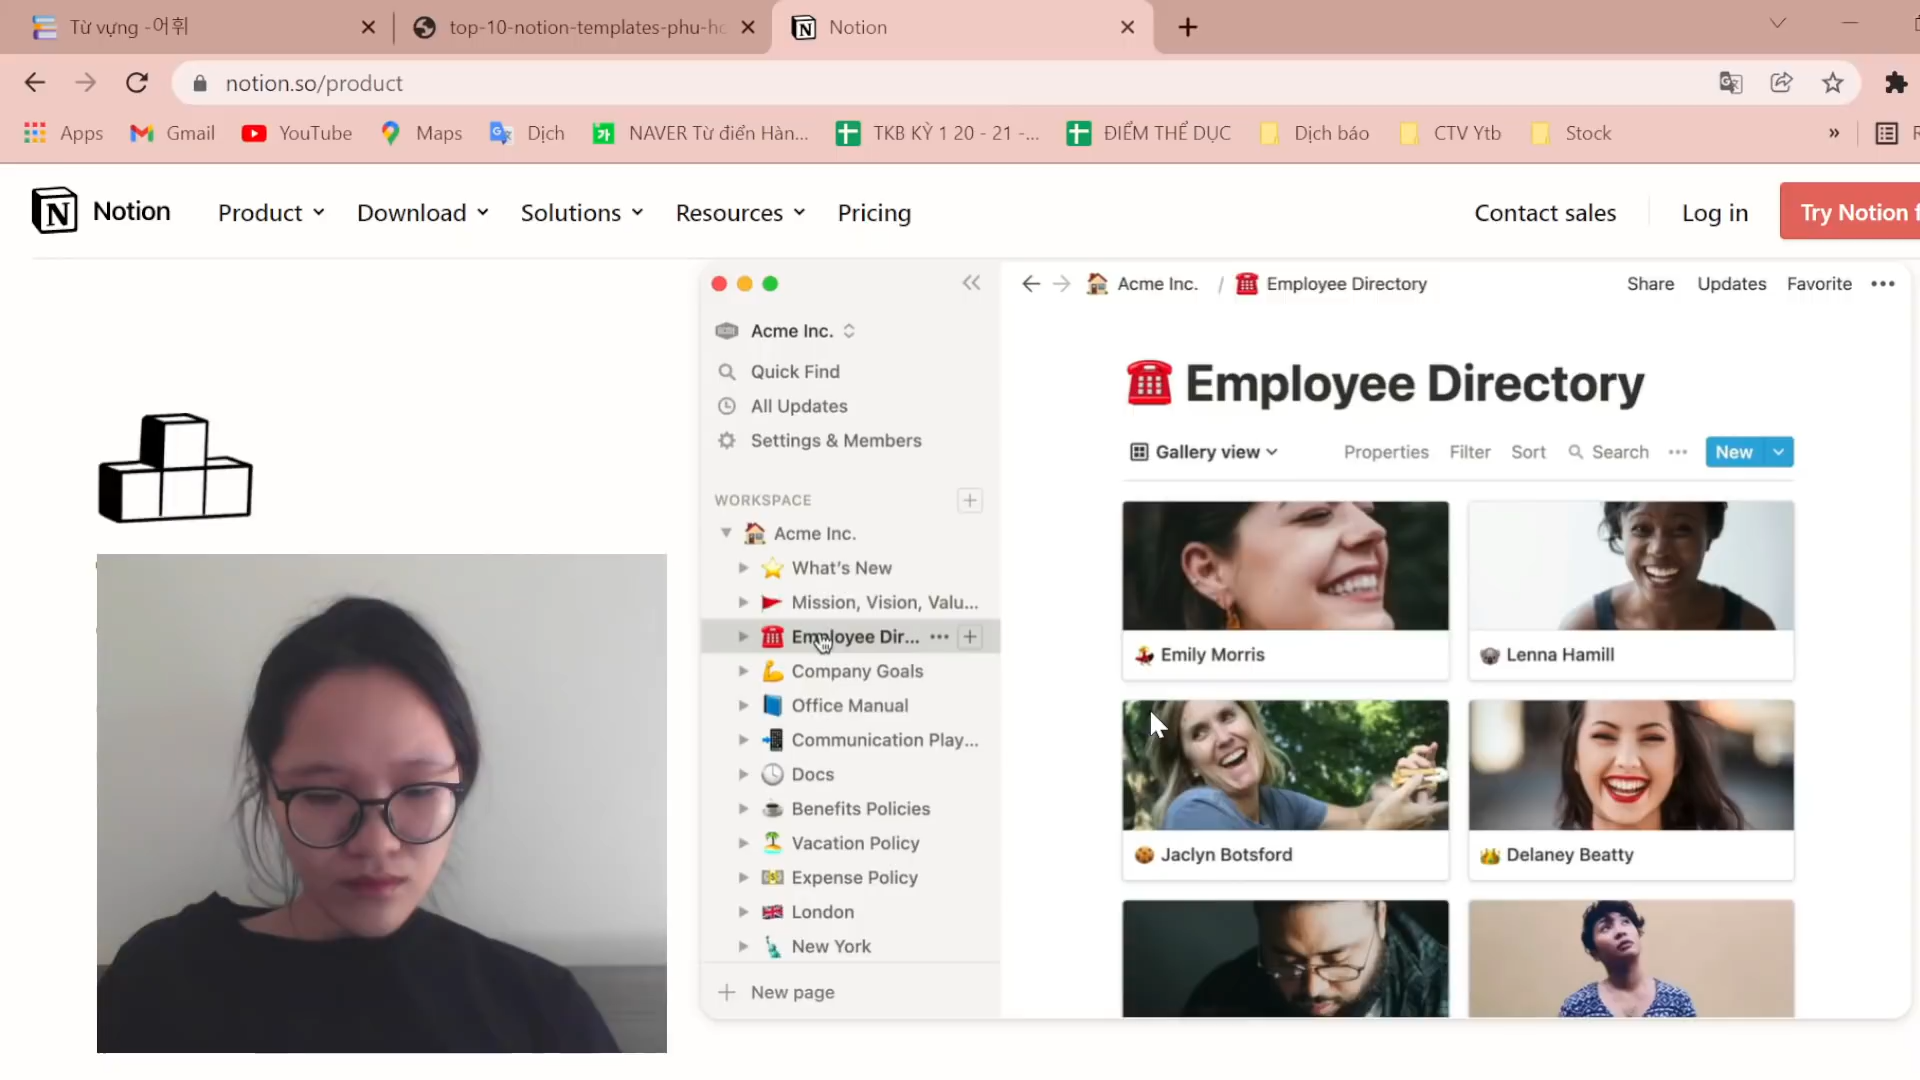 Từ vựng -어휘
top-10-notion-templates-phu-ho
Notion
notion.so/product
Apps
Gmail
YouTube
Maps
Dịch
NAVER Từ điển Hàn...
TKB KỲ 1 20 - 21 -...
ĐIỂM THỂ DỤC
Dịch báo
CTV Ytb
Stock
»
Notion
Product
Download
Solutions
Resources
Pricing
Contact sales
Log in
Try Notion f
Acme Inc.
Quick Find
All Updates
Settings & Members
WORKSPACE
Acme Inc.
What's New
Mission, Vision, Valu...
Employee Dir...
Company Goals
Office Manual
Communication Play...
Docs
Benefits Policies
Vacation Policy
Expense Policy
London
New York
New page
Acme Inc. / Employee Directory
Share
Updates
Favorite
Employee Directory
Gallery view
Properties
Filter
Sort
Search
New
Emily Morris
Lenna Hamill
Jaclyn Botsford
Delaney Beatty